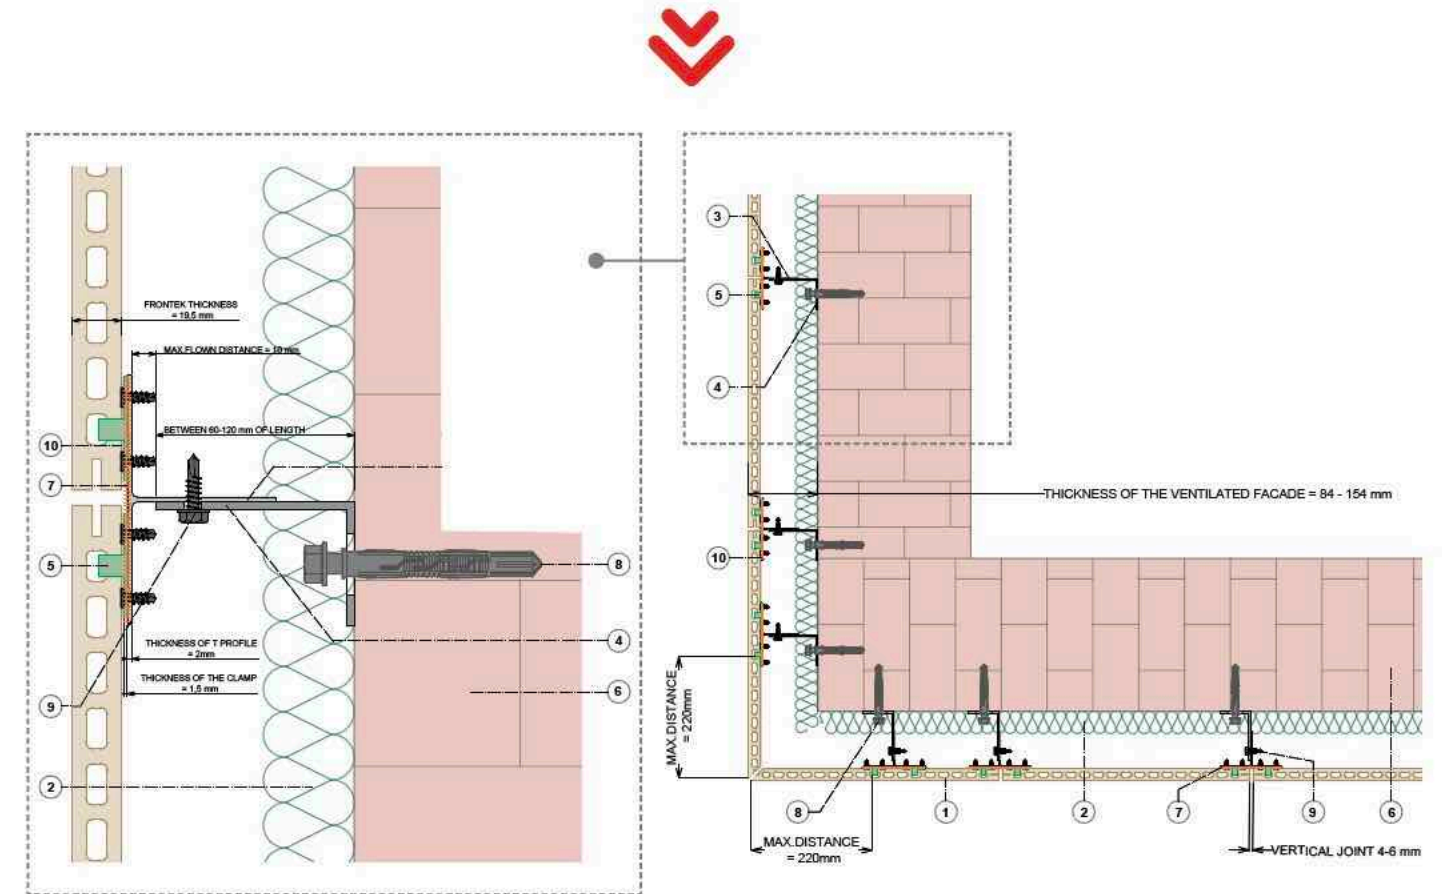 FRONTEK THICKNESS
= 19,5 mm
MAX.FLOWN DISTANCE = 10 mm
10
BETWEEN 60-120 mm OF LENGTH
7
5
8
THICKNESS OF T PROFILE
= 2mm
4
THICKNESS OF THE CLAMP
= 1,5 mm
9
6
2
3
5
4
THICKNESS OF THE VENTILATED FACADE = 84 - 154 mm
10
MAX.DISTANCE
= 220mm
8
1
2
7
9
6
MAX.DISTANCE
= 220mm
VERTICAL JOINT 4-6 mm